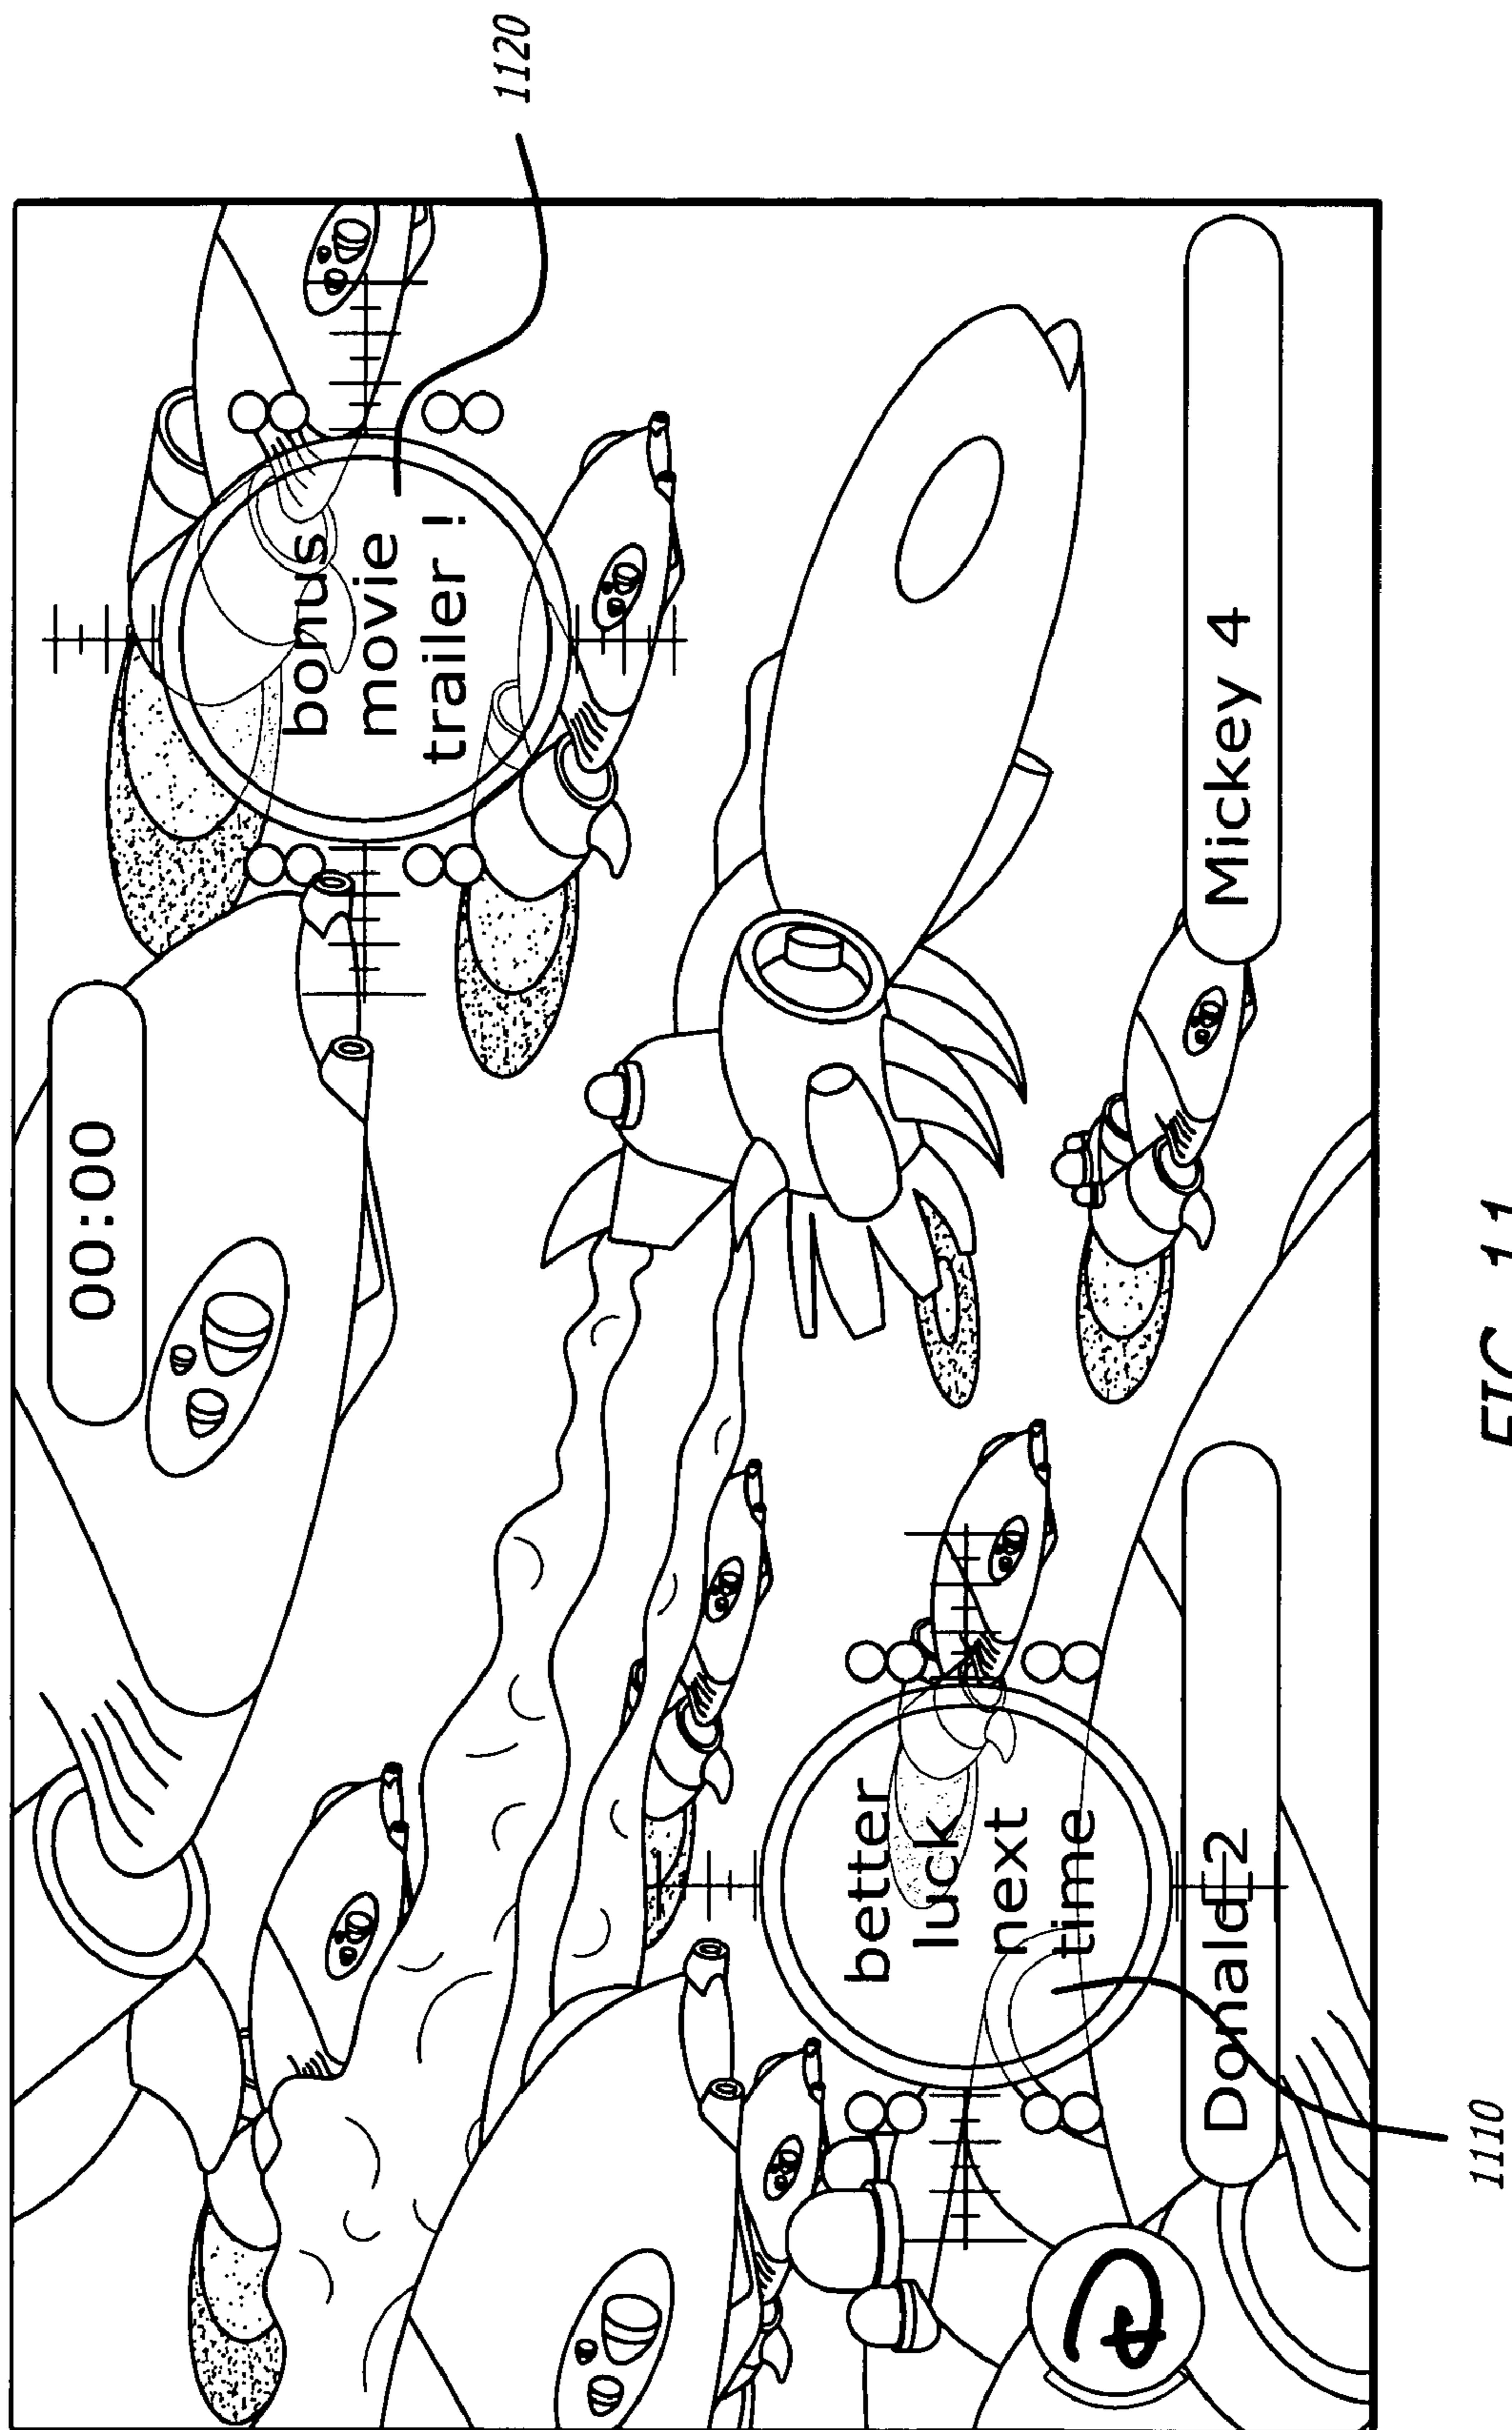 00:00
bonus
movie
trailer !
1120
better
luck
next
time
Donald 2
Mickey 4
1110
FIG. 11